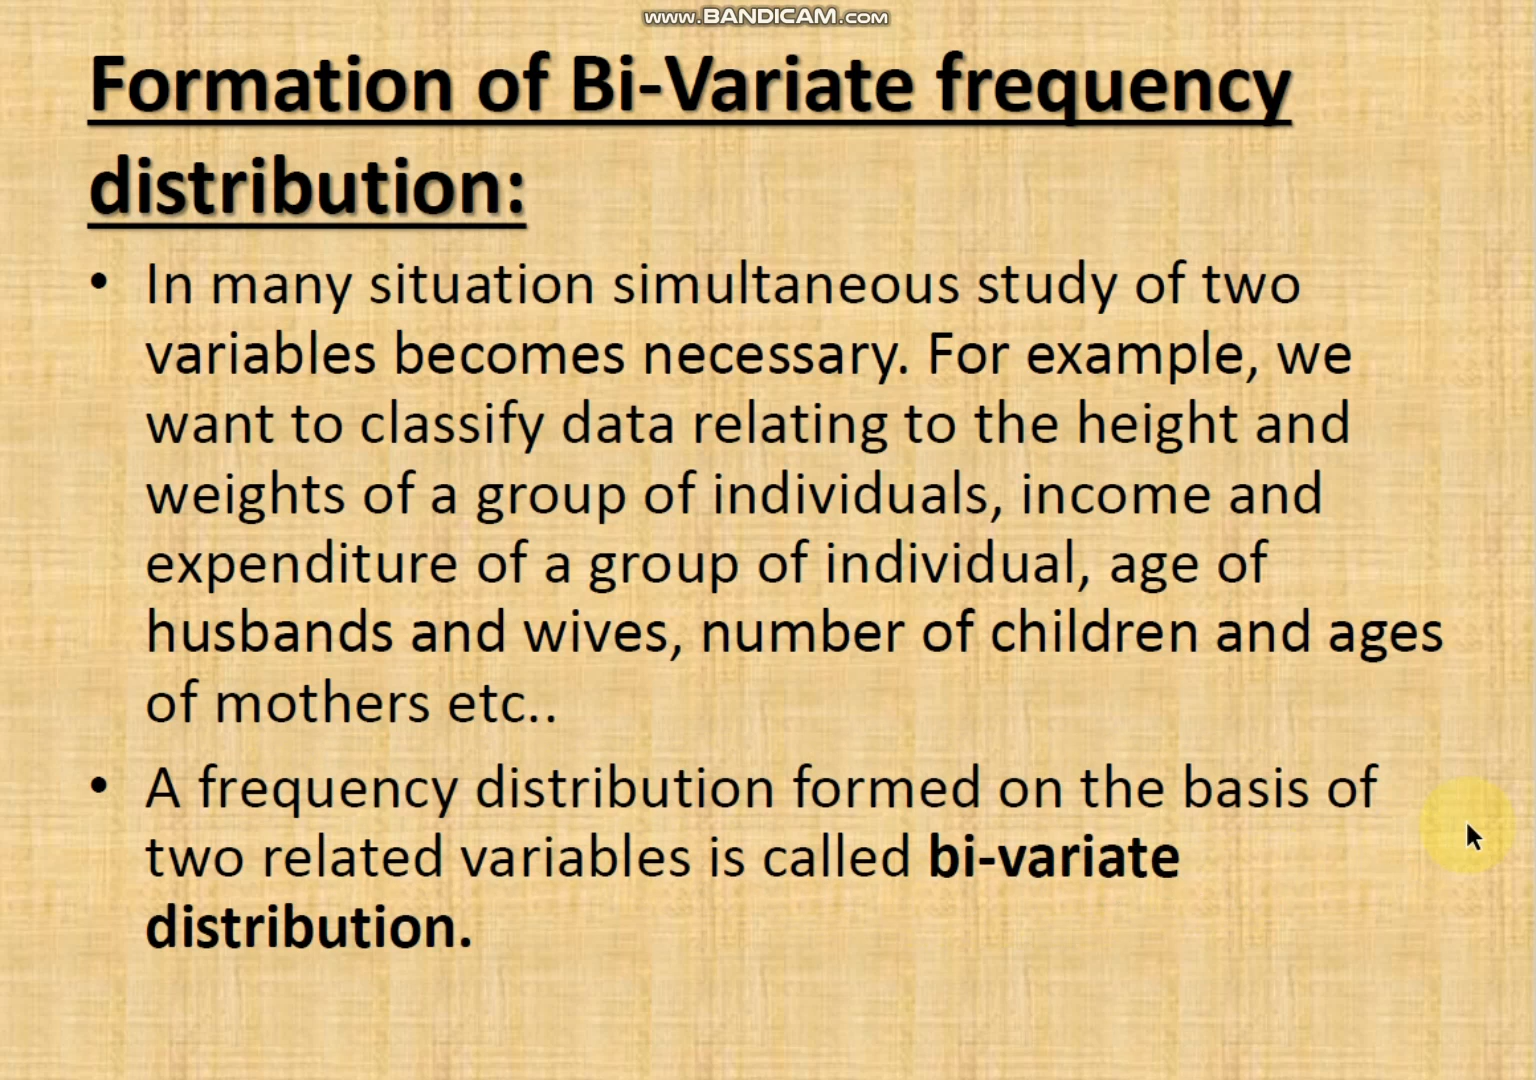 www.BANDICAM.com
Formation of Bi-Variate frequency
distribution:
• In many situation simultaneous study of two
variables becomes necessary. For example, we
want to classify data relating to the height and
weights of a group of individuals, income and
expenditure of a group of individual, age of
husbands and wives, number of children and ages
of mothers etc..
• A frequency distribution formed on the basis of
two related variables is called bi-variate
distribution.